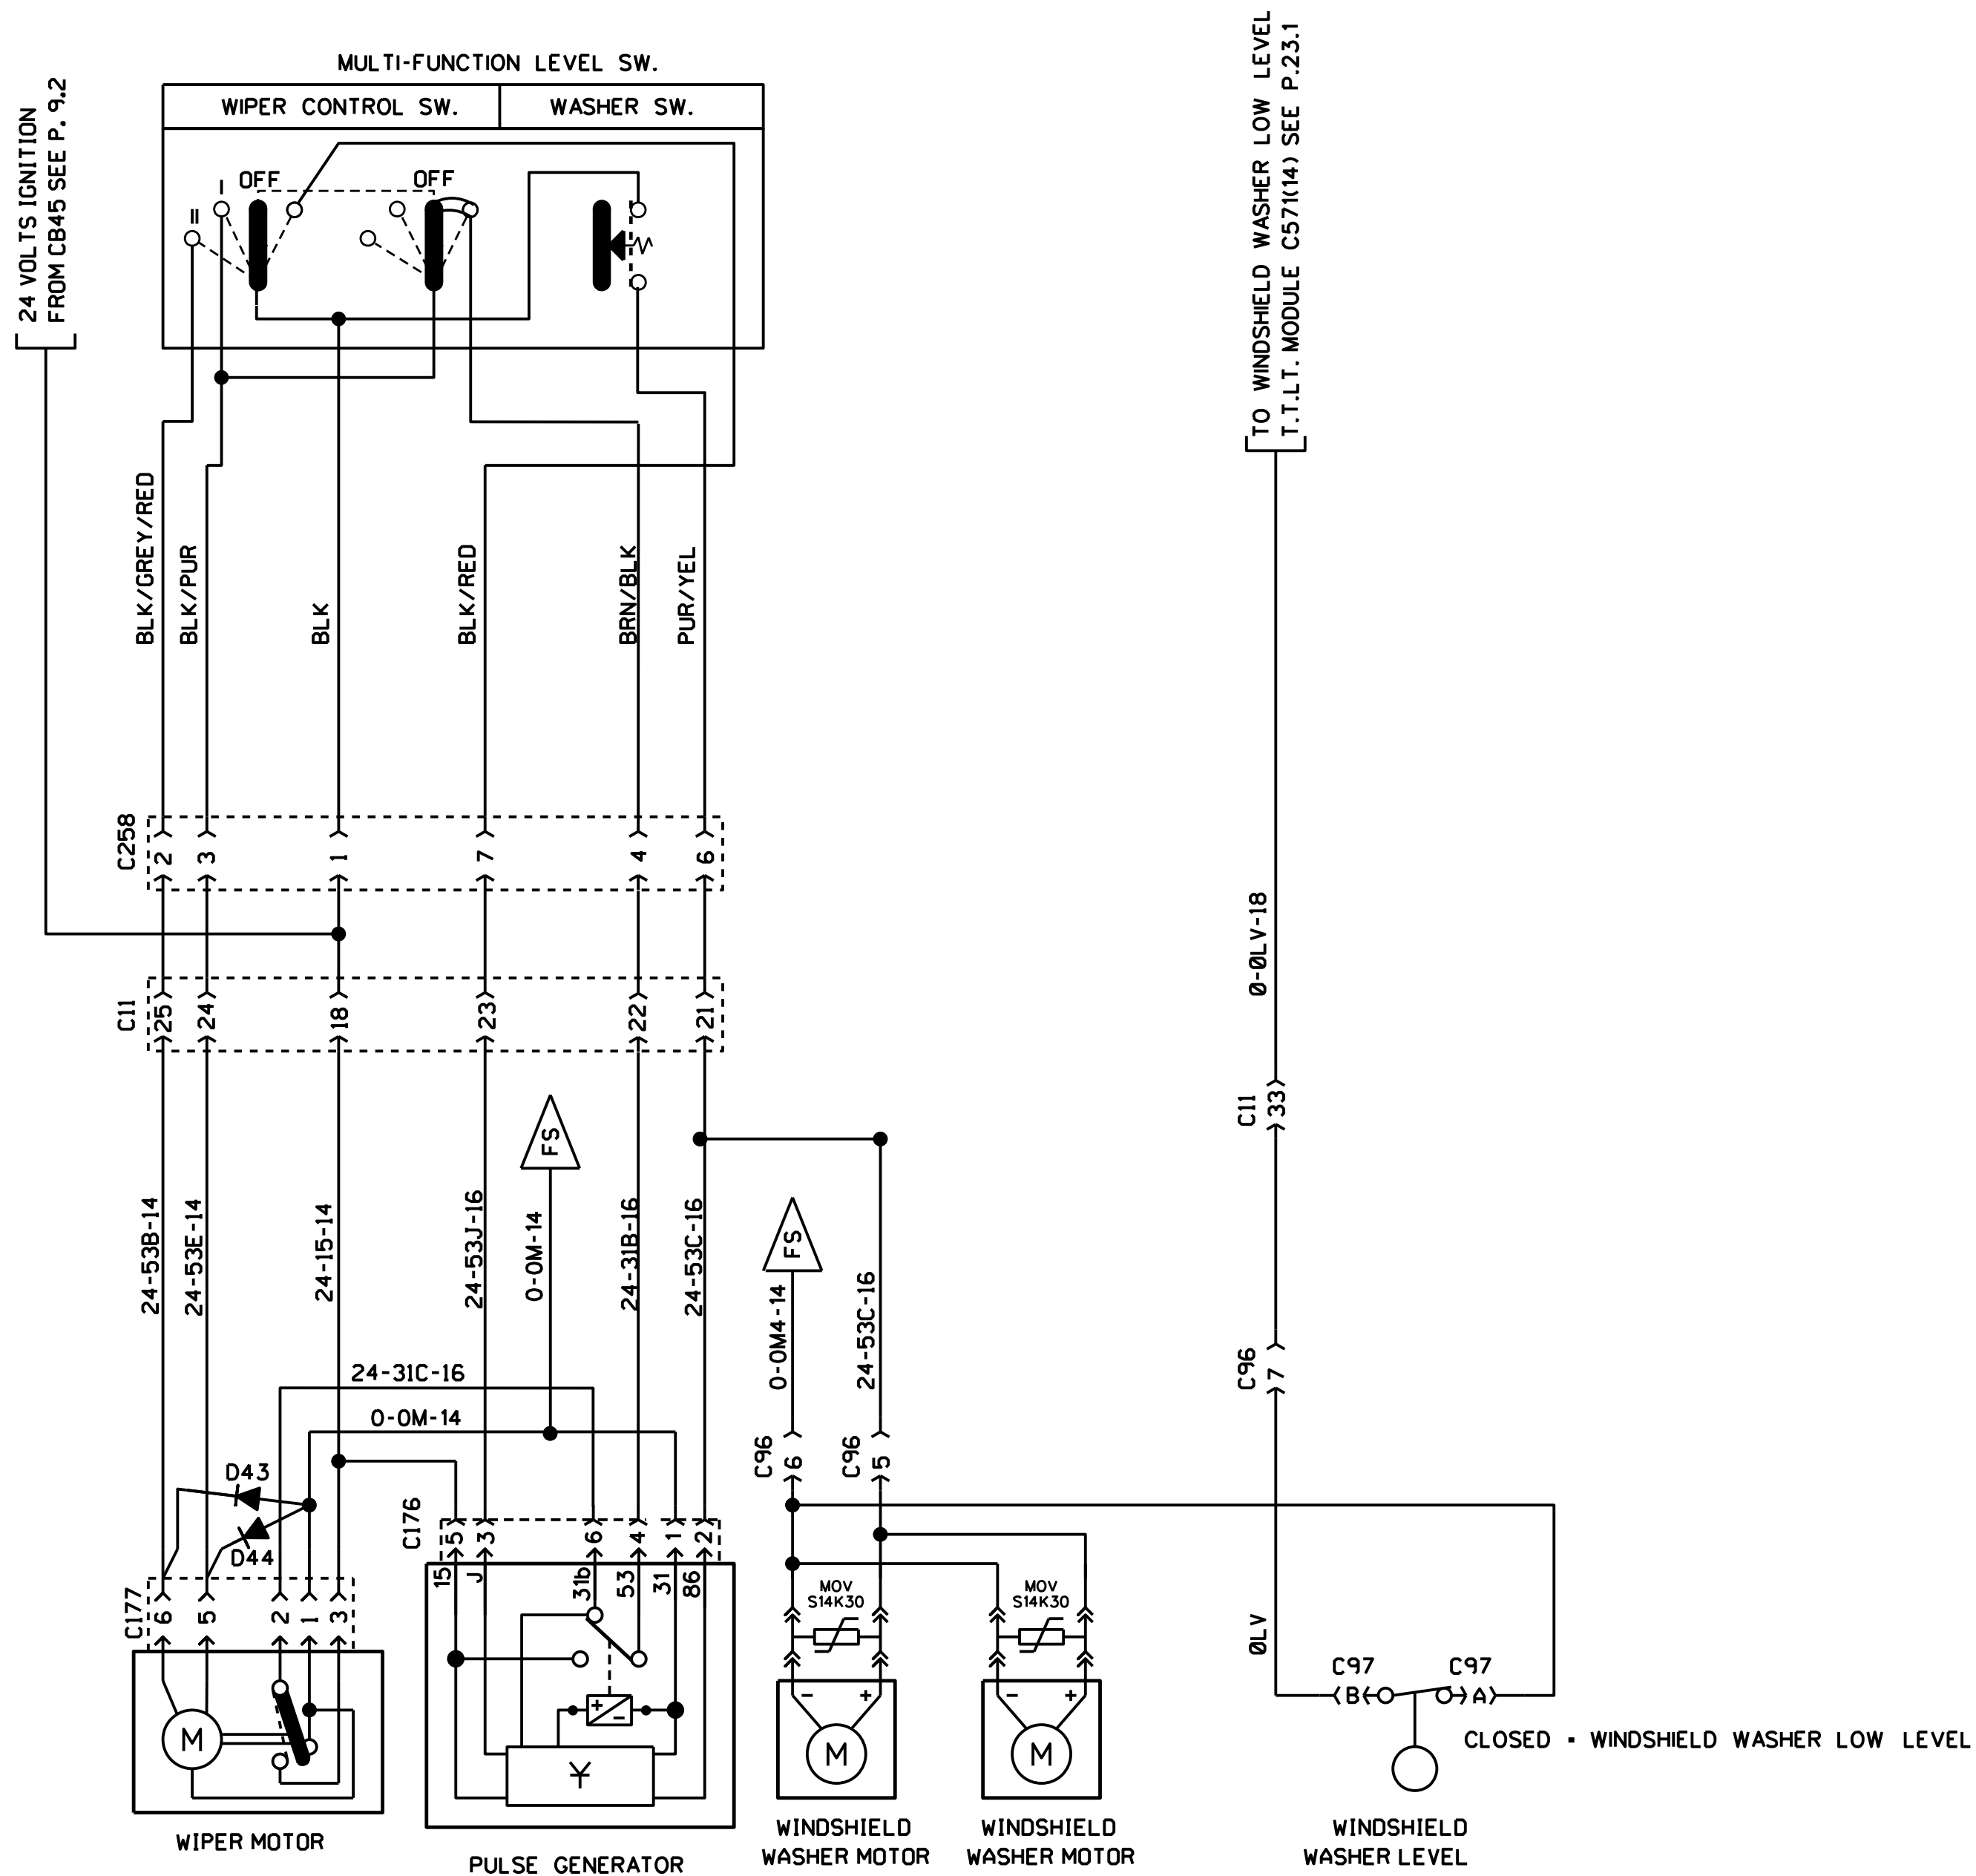 MULTI-FUNCTION LEVEL SW.
WIPER CONTROL SW.
WASHER SW.
24 VOLTS IGNITION
FROM CB45 SEE P. 9.2
TO WINDSHIELD WASHER LOW LEVEL
T.T.LT. MODULE C571(14) SEE P.23.1
II
I
OFF
OFF
BLK/GREY/RED
BLK/PUR
BLK
BLK/RED
BRN/BLK
PUR/YEL
C258
2
3
1
7
4
6
0-0LV-18
C11
25
24
18
23
22
21
C11
33
FS
24-53B-14
24-53E-14
24-15-14
24-53J-16
0-0M-14
24-31B-16
24-53C-16
FS
0-0M4-14
24-53C-16
C96
7
24-31C-16
0-0M-14
C96
6
C96
5
D43
D44
C176
5
3
6
4
1
2
15
J
31b
53
31
86
C177
6
5
2
1
3
MOV
S14K30
MOV
S14K30
0LV
C97
C97
B
A
+
-
- +
- +
M
M
M
CLOSED = WINDSHIELD WASHER LOW LEVEL
WIPER MOTOR
PULSE GENERATOR
WINDSHIELD
WASHER MOTOR
WINDSHIELD
WASHER MOTOR
WINDSHIELD
WASHER LEVEL